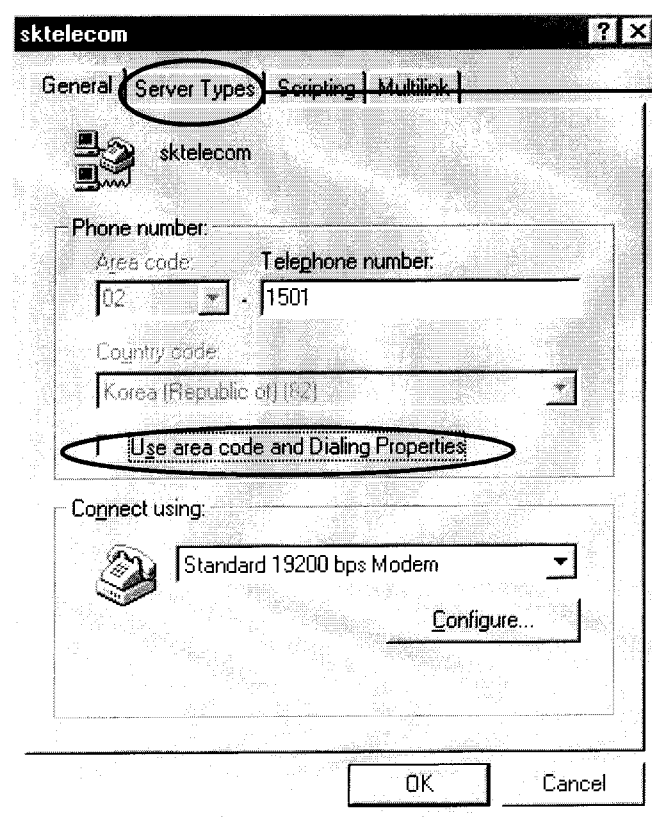 sktelecom
General Server Types Scripting Multilink
sktelecom
Phone number:
Area code: Telephone number:
02 - 1501
Country code:
Korea (Republic of) (82)
Use area code and Dialing Properties
Connect using:
Standard 19200 bps Modem
Configure...
OK Cancel